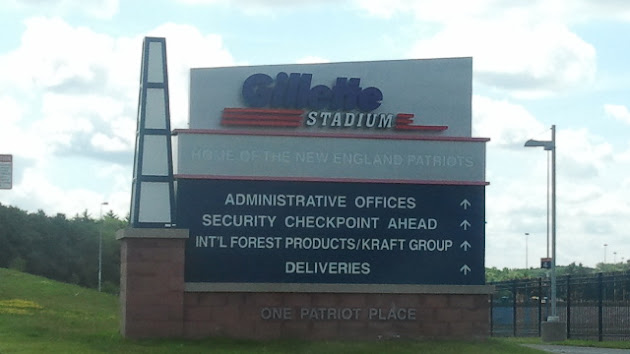 Gillette
STADIUM
HOME OF THE NEW ENGLAND PATRIOTS
ADMINISTRATIVE OFFICES ↑
SECURITY CHECKPOINT AHEAD ↑
INT'L FOREST PRODUCTS/KRAFT GROUP ↑
DELIVERIES ↑
ONE PATRIOT PLACE